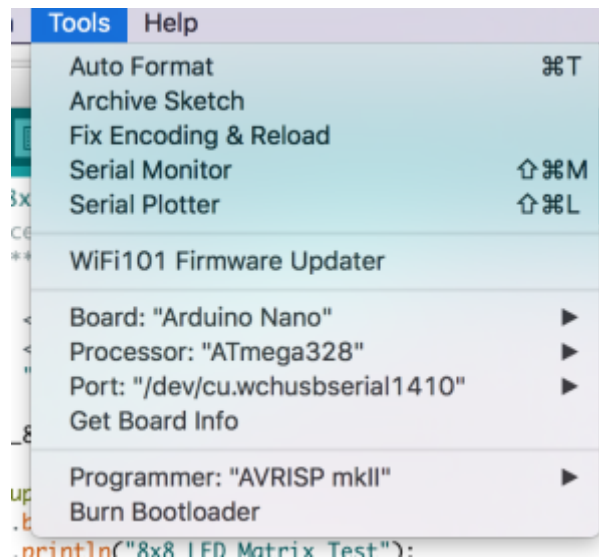 Tools Help
Auto Format ⌘T
Archive Sketch
Fix Encoding & Reload
Serial Monitor ⇧⌘M
Serial Plotter ⇧⌘L
WiFi101 Firmware Updater
Board: "Arduino Nano" ▶
Processor: "ATmega328" ▶
Port: "/dev/cu.wchusbserial1410" ▶
Get Board Info
Programmer: "AVRISP mkII" ▶
Burn Bootloader
.println("8x8 LED Matrix Test");